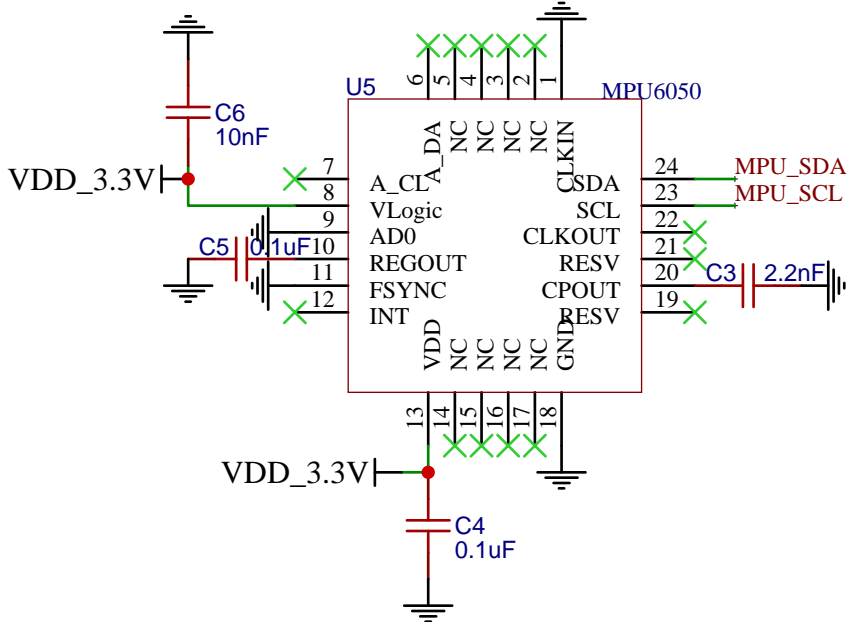 U5
MPU6050
6
5
4
3
2
1
A_DA
NC
NC
NC
NC
CLKIN
C6
10nF
VDD_3.3V
7
A_CL
8
VLogic
9
AD0
C5
0.1uF
10
REGOUT
11
FSYNC
12
INT
24
SDA
MPU_SDA
23
SCL
MPU_SCL
22
CLKOUT
21
RESV
20
CPOUT
C3
2.2nF
19
RESV
VDD
NC
NC
NC
NC
GND
13
14
15
16
17
18
VDD_3.3V
C4
0.1uF